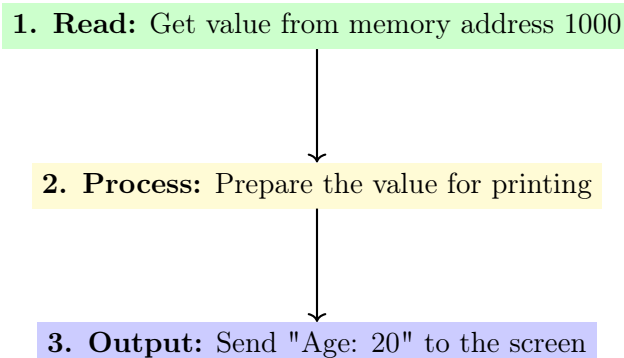 1. Read: Get value from memory address 1000
2. Process: Prepare the value for printing
3. Output: Send "Age: 20" to the screen